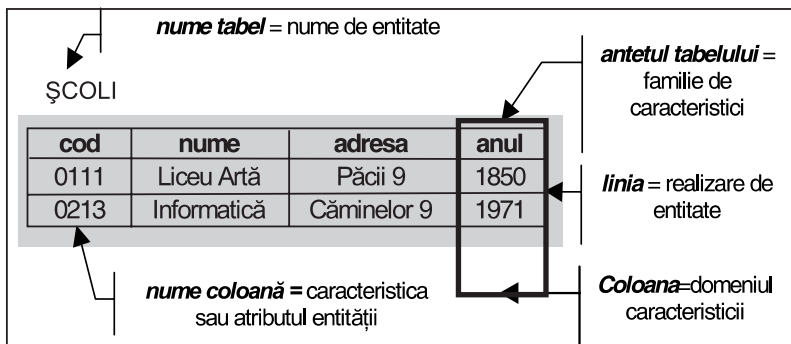 nume tabel = nume de entitate
ŞCOLI
antetul tabelului =
familie de
caracteristici
cod nume adresa anul
0111 Liceu Artă Păcii 9 1850
0213 Informatică Căminelor 9 1971
linia = realizare de
entitate
nume coloană = caracteristica
sau atributul entităţii
Coloana=domeniul
caracteristicii